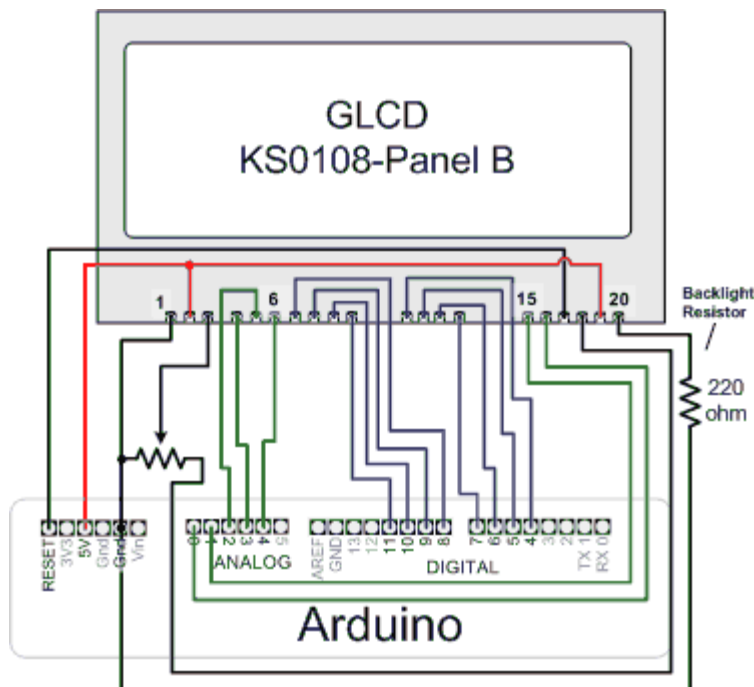 GLCD
KS0108-Panel B
1
6
15
20
Backlight
Resistor
220
ohm
RESET
3V3
5V
Gnd
Gnd
Vin
0
1
2
3
4
5
ANALOG
AREF
GND
13
12
11
10
9
8
7
6
5
4
3
2
TX 1
RX 0
DIGITAL
Arduino